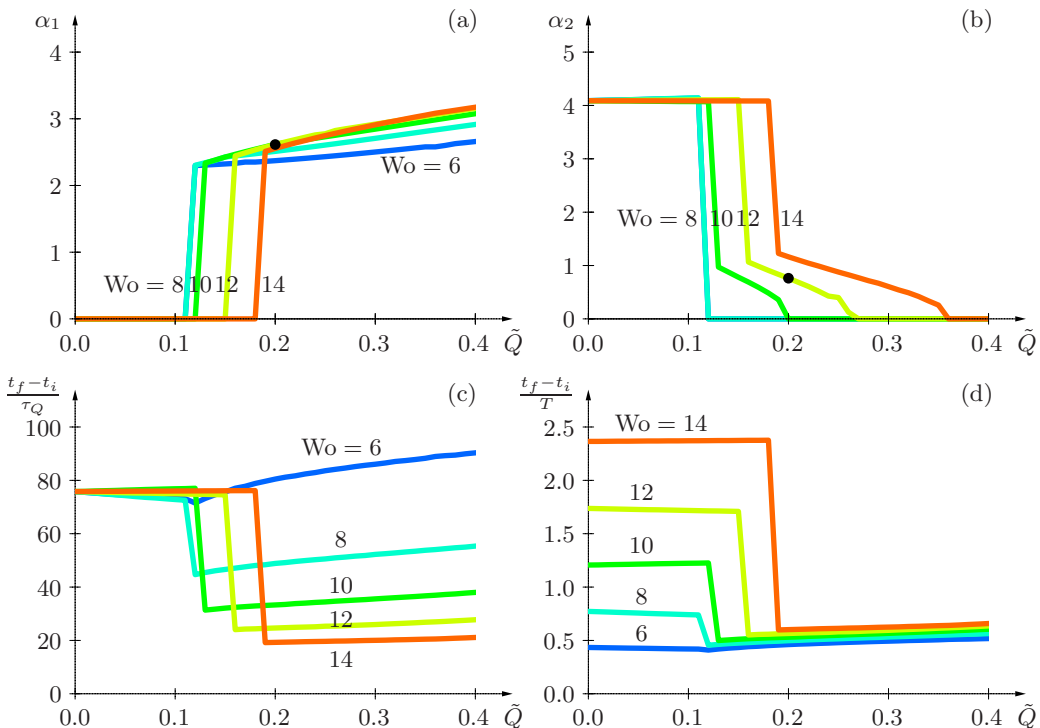 α₁ (a)
4
3
2
1
0
Wo = 6
Wo = 8 10 12 14
0.0 0.1 0.2 0.3 0.4 Q̃
α₂ (b)
5
4
3
2
1
0
Wo = 8 10 12 14
0.0 0.1 0.2 0.3 0.4 Q̃
(t_f−t_i)/τ_Q (c)
100
80
60
40
20
0
Wo = 6
8
10
12
14
0.0 0.1 0.2 0.3 0.4 Q̃
(t_f−t_i)/T (d)
2.5
2.0
1.5
1.0
0.5
0.0
Wo = 14
12
10
8
6
0.0 0.1 0.2 0.3 0.4 Q̃